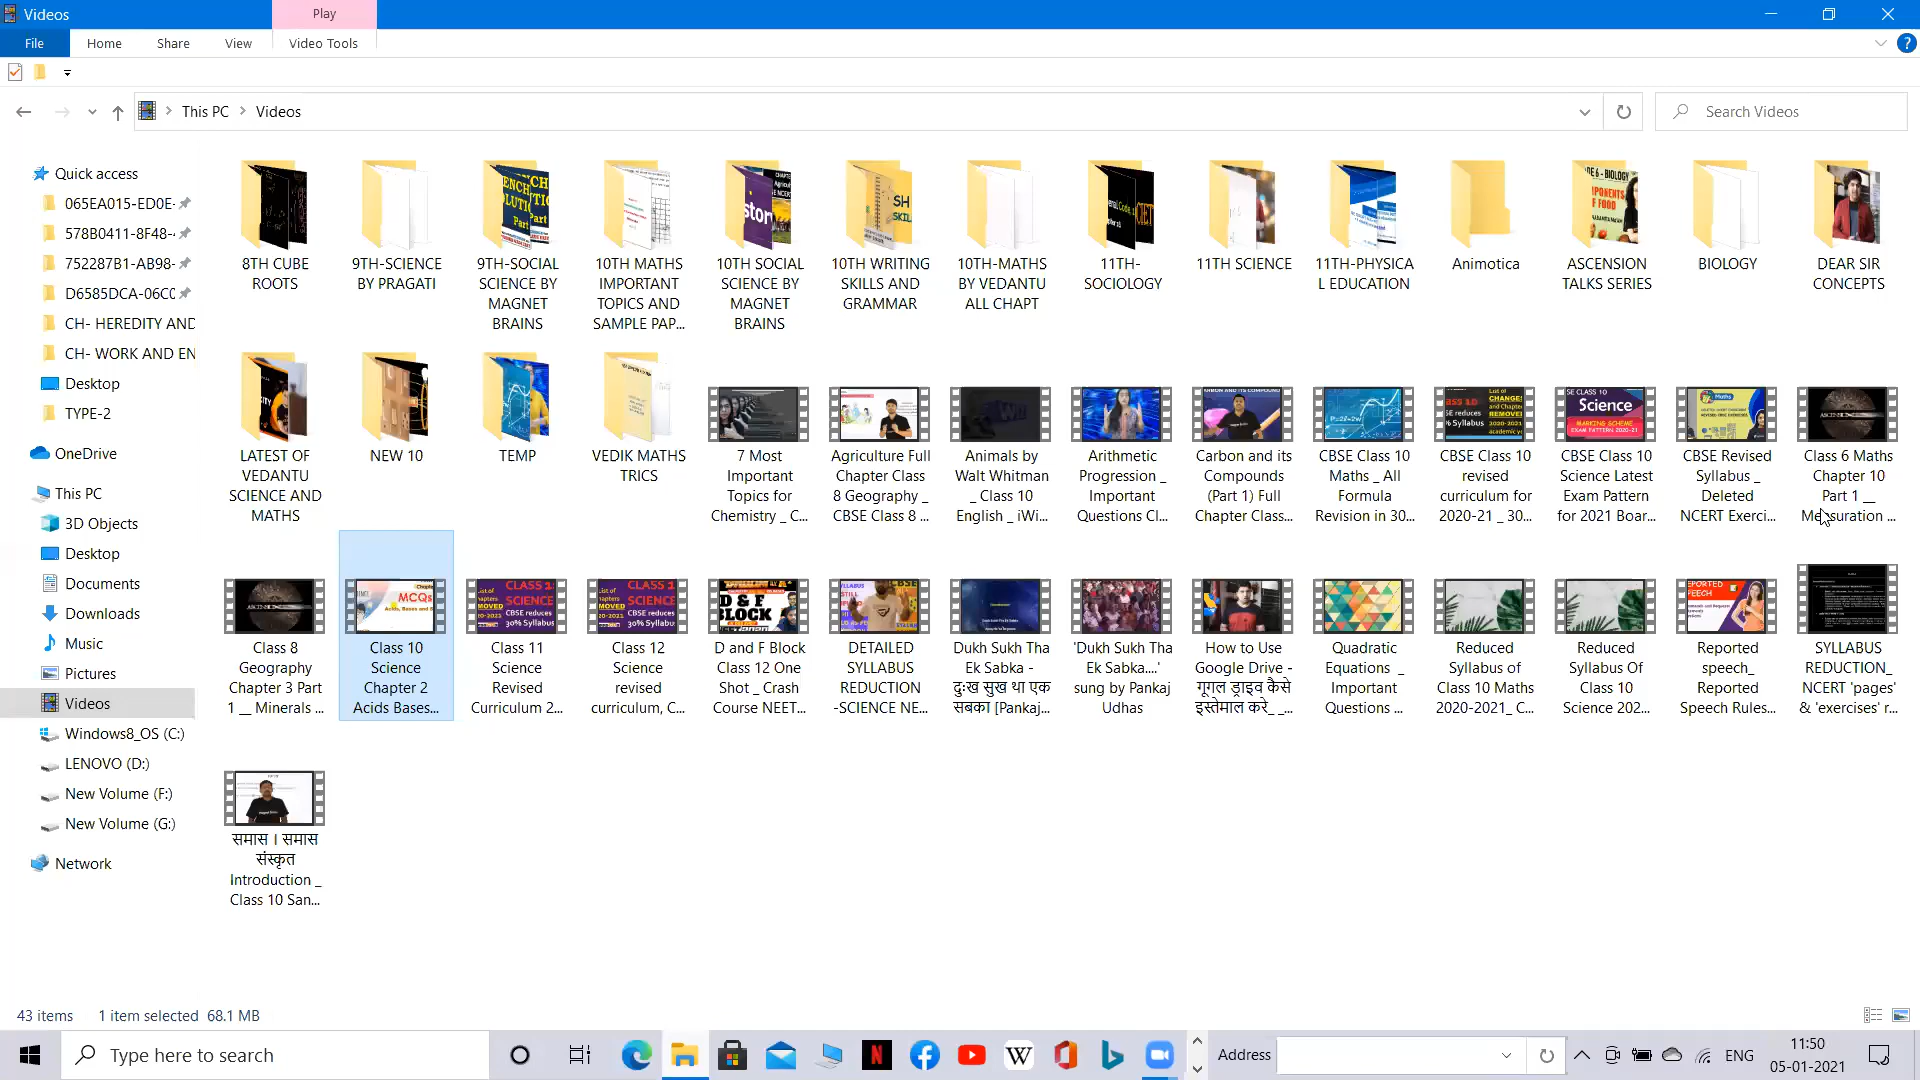 Videos
Play
File
Home
Share
View
Video Tools
This PC
Videos
Search Videos
Quick access
065EA015-ED0E-
578B0411-8F48-
752287B1-AB98-
D6585DCA-06C0
CH- HEREDITY AND
CH- WORK AND EN
Desktop
TYPE-2
OneDrive
This PC
3D Objects
Desktop
Documents
Downloads
Music
Pictures
Videos
Windows8_OS (C:)
LENOVO (D:)
New Volume (F:)
New Volume (G:)
Network
8TH CUBE
ROOTS
9TH-SCIENCE
BY PRAGATI
9TH-SOCIAL
SCIENCE BY
MAGNET
BRAINS
10TH MATHS
IMPORTANT
TOPICS AND
SAMPLE PAP...
10TH SOCIAL
SCIENCE BY
MAGNET
BRAINS
10TH WRITING
SKILLS AND
GRAMMAR
10TH-MATHS
BY VEDANTU
ALL CHAPT
11TH-
SOCIOLOGY
11TH SCIENCE
11TH-PHYSICA
L EDUCATION
Animotica
ASCENSION
TALKS SERIES
BIOLOGY
DEAR SIR
CONCEPTS
LATEST OF
VEDANTU
SCIENCE AND
MATHS
NEW 10
TEMP
VEDIK MATHS
TRICS
7 Most
Important
Topics for
Chemistry _ C...
Agriculture Full
Chapter Class
8 Geography _
CBSE Class 8 ...
Animals by
Walt Whitman
_ Class 10
English _ iWi...
Arithmetic
Progression _
Important
Questions Cl...
Carbon and its
Compounds
(Part 1) Full
Chapter Class...
CBSE Class 10
Maths _ All
Formula
Revision in 30...
CBSE Class 10
revised
curriculum for
2020-21 _ 30...
CBSE Class 10
Science Latest
Exam Pattern
for 2021 Boar...
CBSE Revised
Syllabus _
Deleted
NCERT Exerci...
Class 6 Maths
Chapter 10
Part 1 __
Mensuration ...
Class 8
Geography
Chapter 3 Part
1 __ Minerals ...
Class 10
Science
Chapter 2
Acids Bases...
Class 11
Science
Revised
Curriculum 2...
Class 12
Science
revised
curriculum, C...
D and F Block
Class 12 One
Shot _ Crash
Course NEET...
DETAILED
SYLLABUS
REDUCTION
-SCIENCE NE...
Dukh Sukh Tha
Ek Sabka -
दुःख सुख था एक
सबका [Pankaj...
'Dukh Sukh Tha
Ek Sabka....'
sung by Pankaj
Udhas
How to Use
Google Drive -
गूगल ड्राइव कैसे
इस्तेमाल करे_ _...
Quadratic
Equations _
Important
Questions ...
Reduced
Syllabus of
Class 10 Maths
2020-2021_ C...
Reduced
Syllabus Of
Class 10
Science 202...
Reported
speech_
Reported
Speech Rules...
SYLLABUS
REDUCTION_
NCERT 'pages'
& 'exercises' r...
समास । समास
संस्कृत
Introduction _
Class 10 San...
43 items
1 item selected 68.1 MB
Type here to search
Address
ENG
11:50
05-01-2021